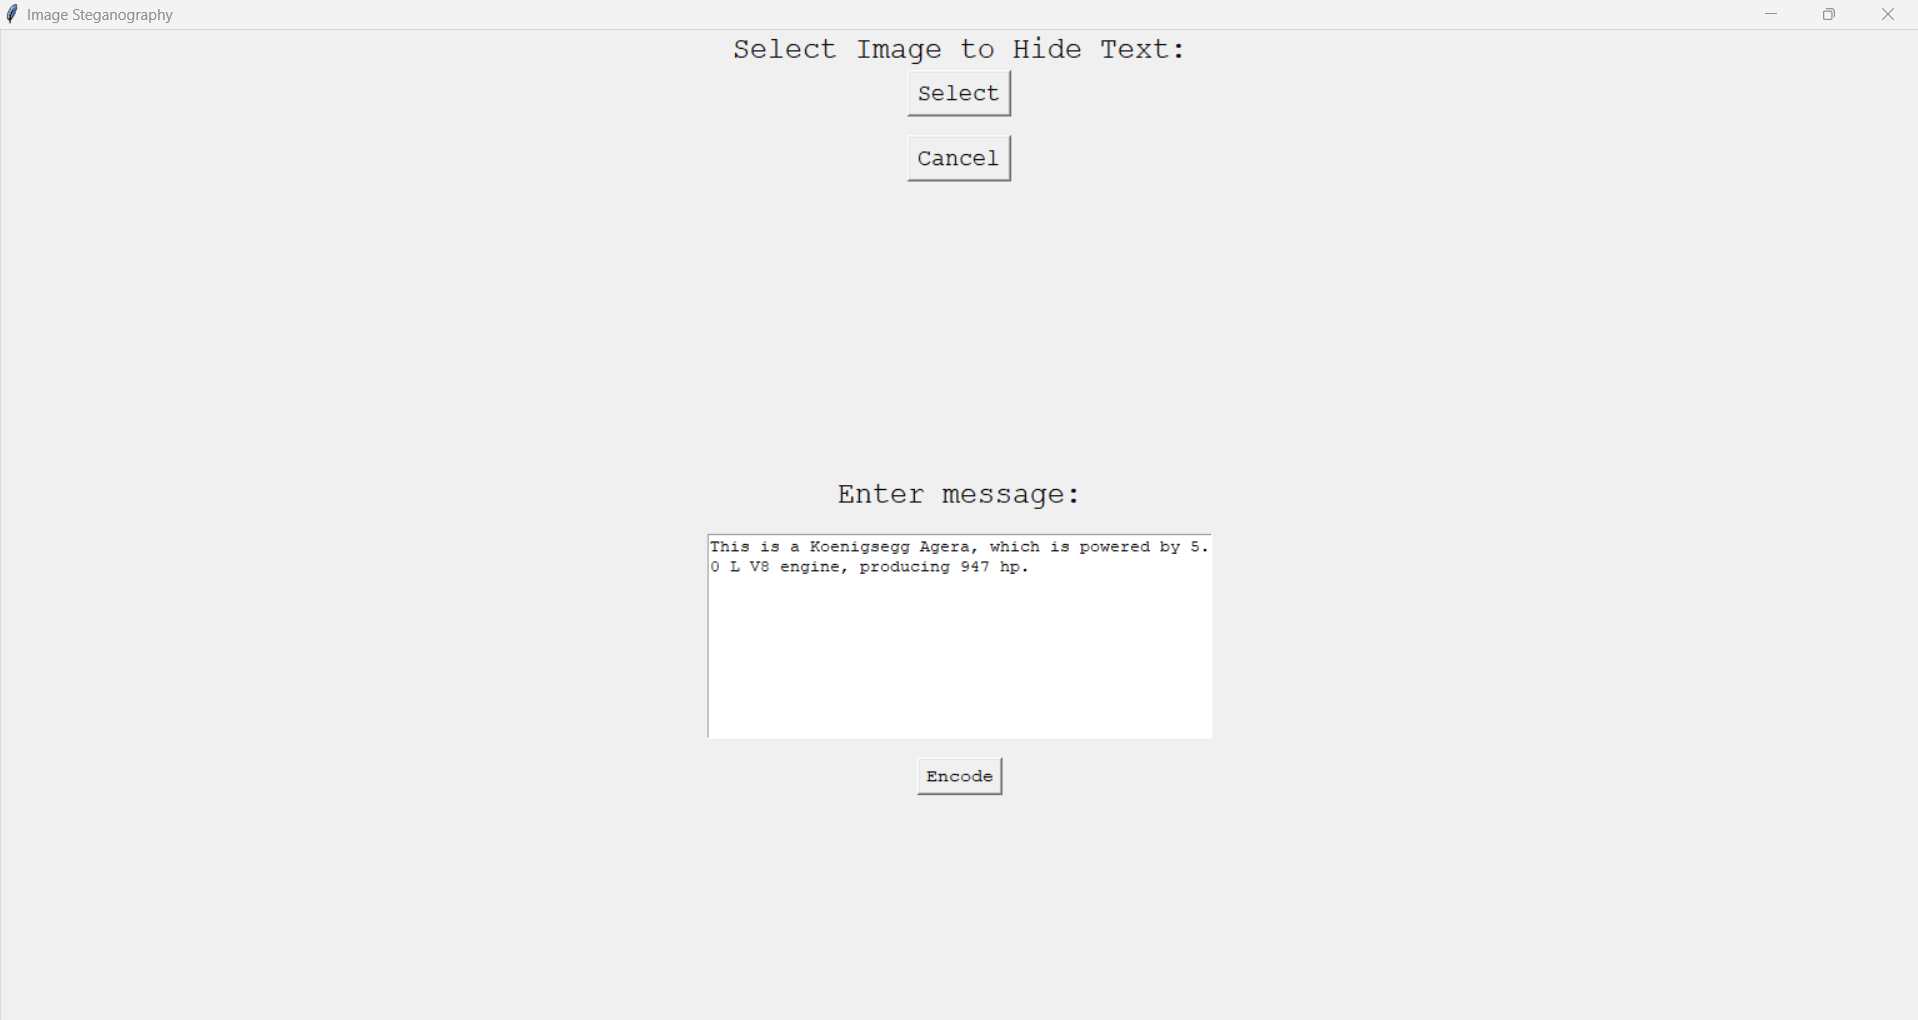 Image Steganography
Select Image to Hide Text:
Select
Cancel
Enter message:
This is a Koenigsegg Agera, which is powered by 5.
0 L V8 engine, producing 947 hp.
Encode